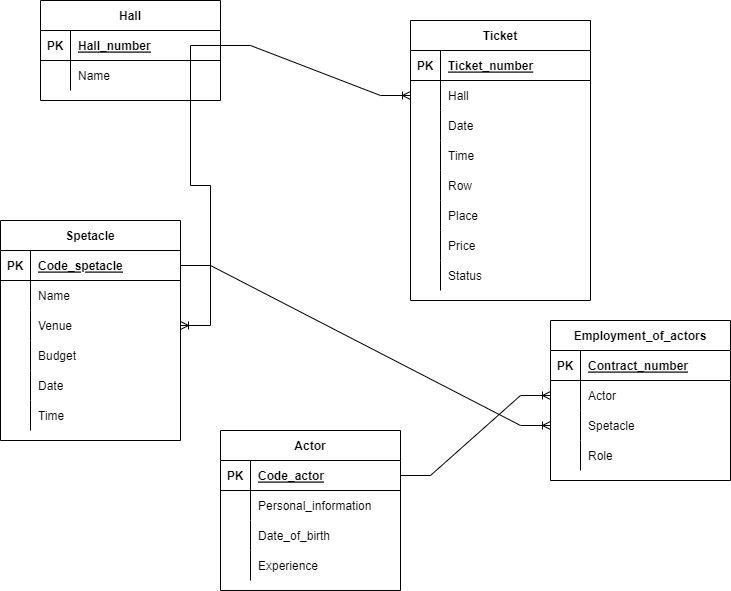 Hall
PK Hall_number
Name
Ticket
PK Ticket_number
Hall
Date
Time
Row
Place
Price
Status
Spetacle
PK Code_spetacle
Name
Venue
Budget
Date
Time
Employment_of_actors
PK Contract_number
Actor
Spetacle
Role
Actor
PK Code_actor
Personal_information
Date_of_birth
Experience